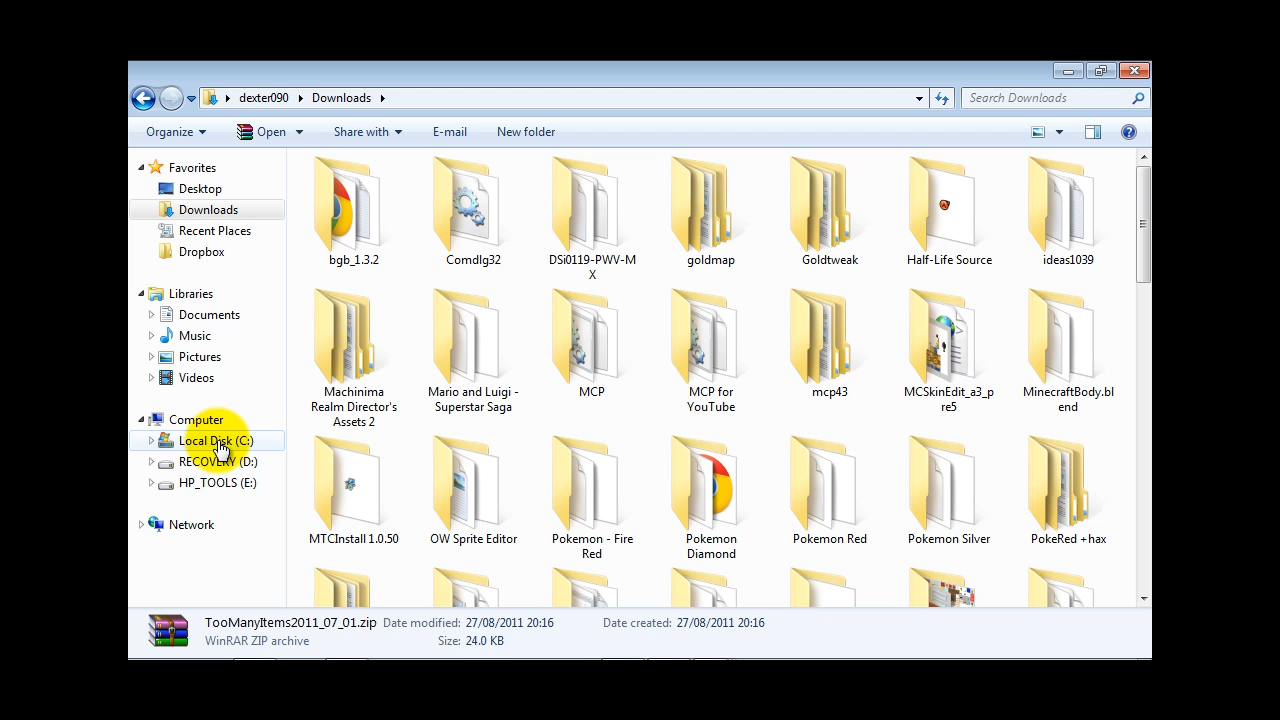 dexter090 Downloads
Search Downloads
Organize Open Share with E-mail New folder
Favorites
Desktop
Downloads
Recent Places
Dropbox
Libraries
Documents
Music
Pictures
Videos
Computer
Local Disk (C:)
RECOVERY (D:)
HP_TOOLS (E:)
Network
bgb_1.3.2
Comdlg32
DSi0119-PWV-M
X
goldmap
Goldtweak
Half-Life Source
ideas1039
Machinima
Realm Director's
Assets 2
Mario and Luigi -
Superstar Saga
MCP
MCP for
YouTube
mcp43
MCSkinEdit_a3_p
re5
MinecraftBody.bl
end
MTCInstall 1.0.50
OW Sprite Editor
Pokemon - Fire
Red
Pokemon
Diamond
Pokemon Red
Pokemon Silver
PokeRed +hax
TooManyItems2011_07_01.zip Date modified: 27/08/2011 20:16 Date created: 27/08/2011 20:16
WinRAR ZIP archive Size: 24.0 KB